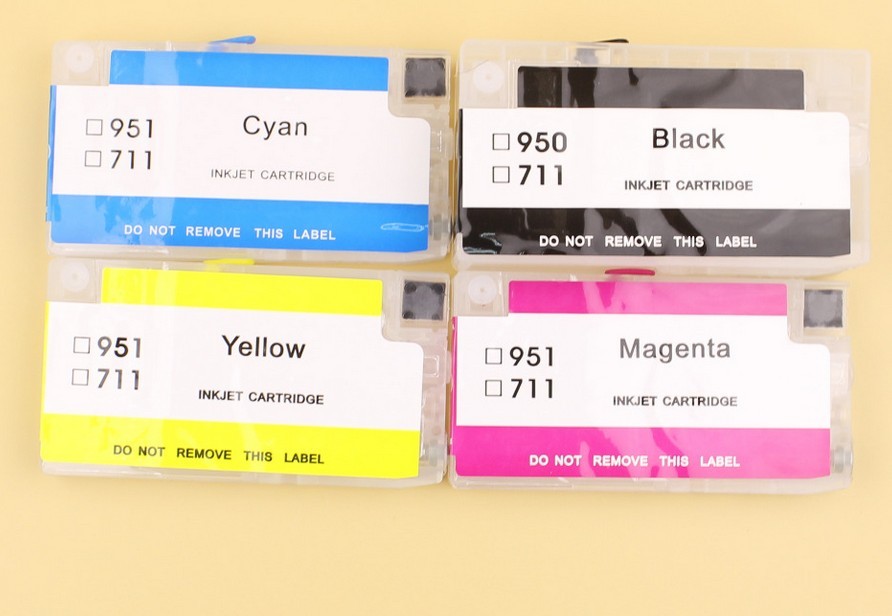 ☐ 951
☐ 711
Cyan
INKJET CARTRIDGE
DO NOT REMOVE THIS LABEL
☐ 950
☐ 711
Black
INKJET CARTRIDGE
DO NOT REMOVE THIS LABEL
☐ 951
☐ 711
Yellow
INKJET CARTRIDGE
DO NOT REMOVE THIS LABEL
☐ 951
☐ 711
Magenta
INKJET CARTRIDGE
DO NOT REMOVE THIS LABEL